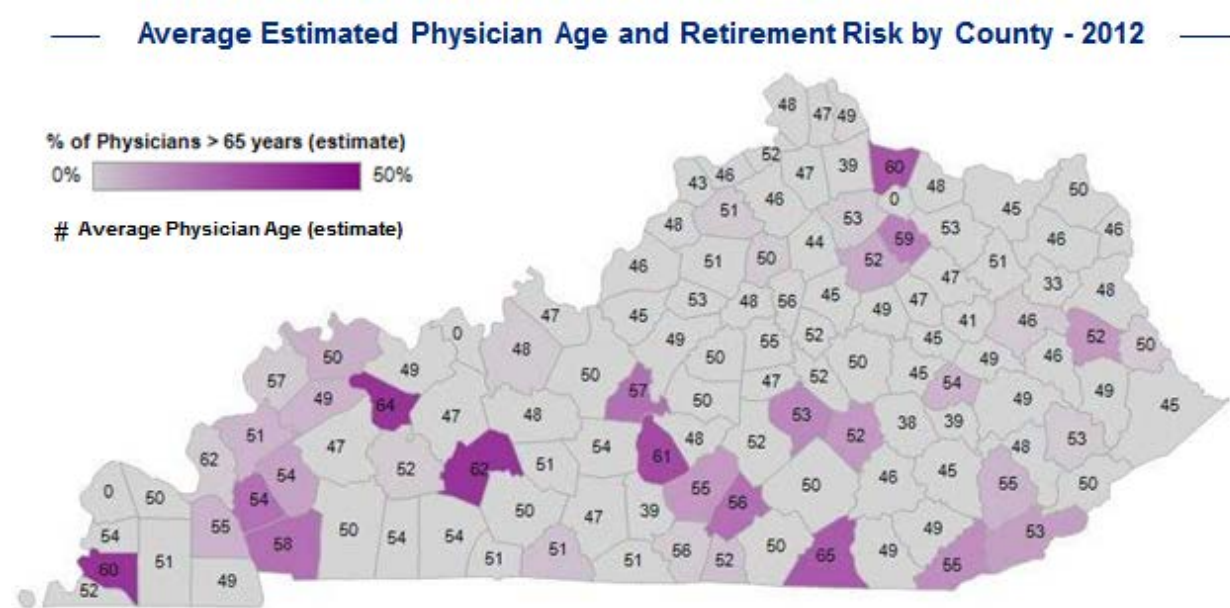 Average Estimated Physician Age and Retirement Risk by County - 2012
% of Physicians > 65 years (estimate)
0% 50%
# Average Physician Age (estimate)
48 47 49
52
43 46 47 39 60 48 50
51 46 0 45
48 53 53 46
44 59 46
46 51 50 52 51
47 33 48
53 48 56 45 49 47
47 45 41 46
0 49 55 52 45 52 50
50 49 48 50 50 50 49 46
57 57 47 52 45 54
49 64 50 49 49 45
47 48 53 38 39
51 47 54 48 52 52 48 53
62 52 62 51 61
54 46 45
0 50 54 55 50 55 50
50 47 39 56
54 55 50 54 54 49 53
58 51 51 56 52 50 65 49
60 51 51 55
52 49